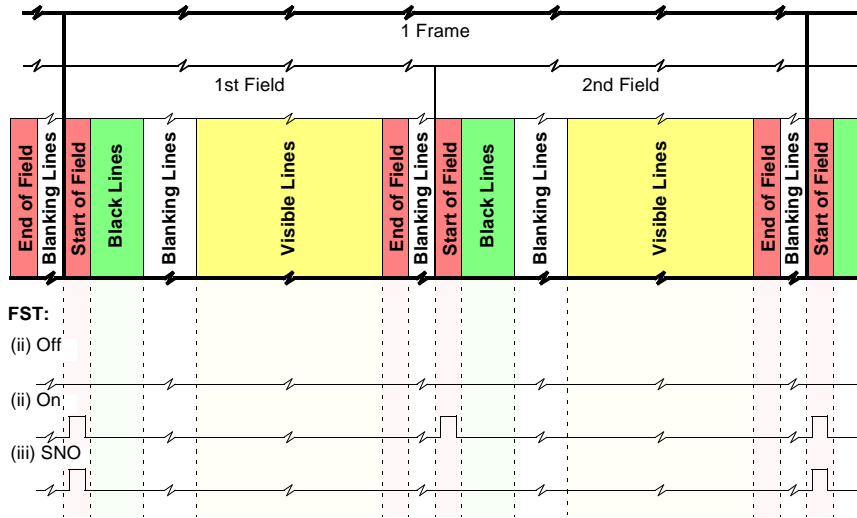 1 Frame
1st Field
2nd Field
End of Field
Blanking Lines
Start of Field
Black Lines
Blanking Lines
Visible Lines
End of Field
Blanking Lines
Start of Field
Black Lines
Blanking Lines
Visible Lines
End of Field
Blanking Lines
Start of Field
FST:
(ii) Off
(ii) On
(iii) SNO